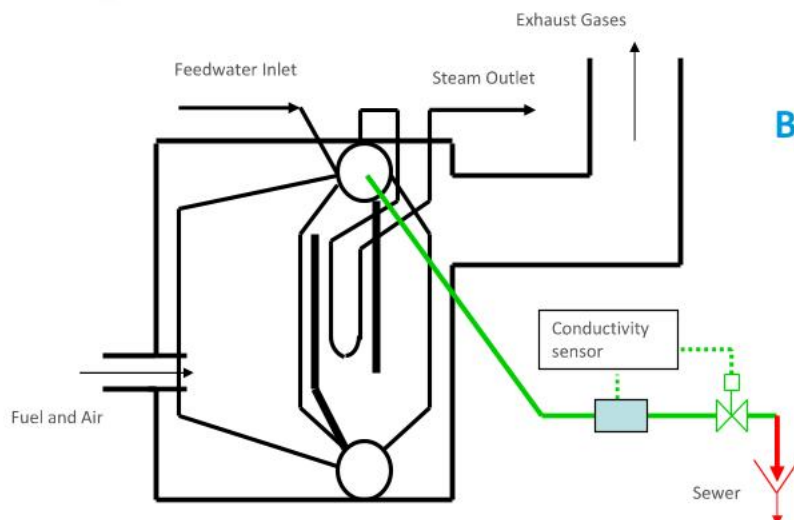 Exhaust Gases
Feedwater Inlet
Steam Outlet
B
Conductivity
sensor
Fuel and Air
Sewer